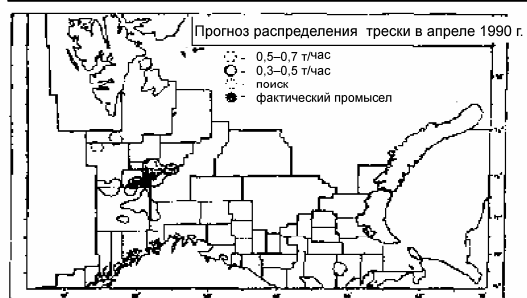 Прогноз распределения трески в апреле 1990 г.
- 0,5–0,7 т/час
- 0,3–0,5 т/час
- поиск
- фактический промысел